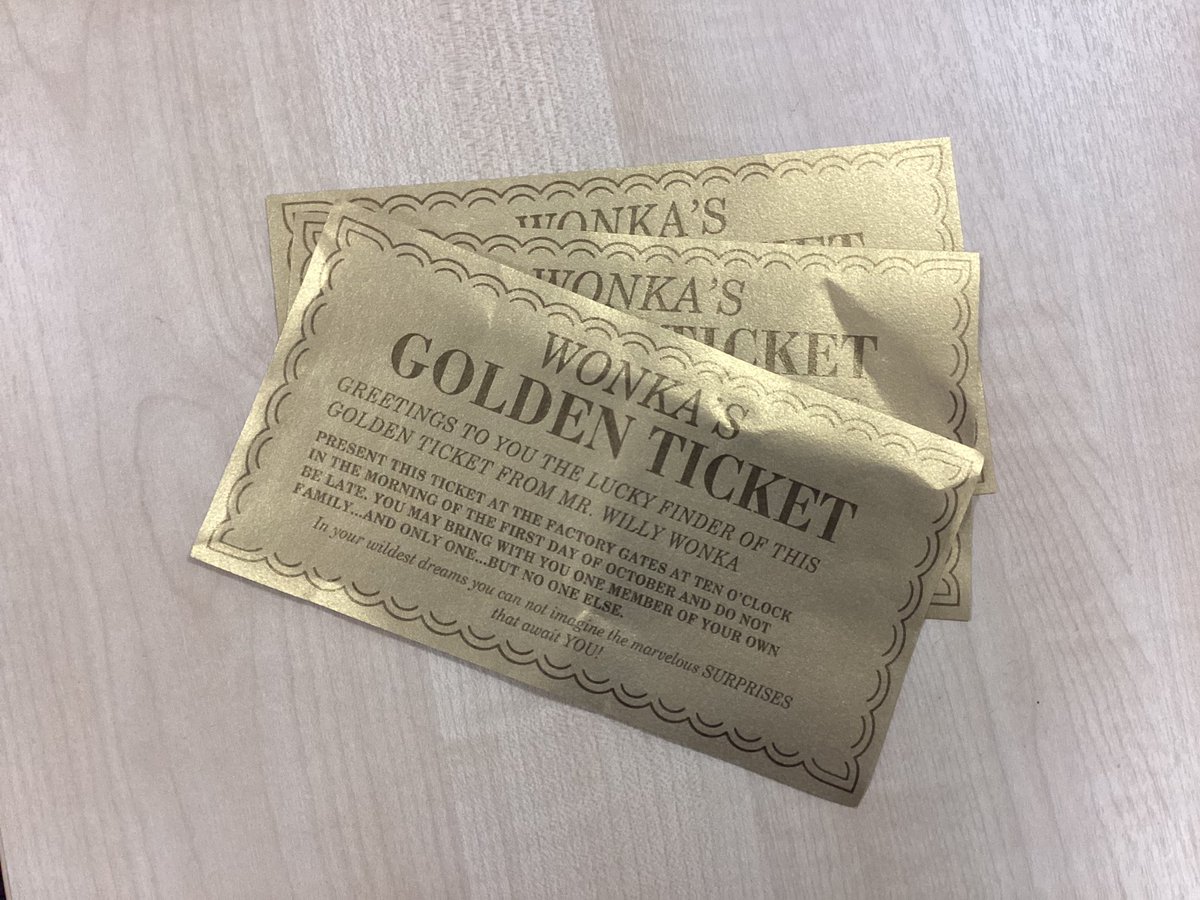 WONKA'S
WONKA'S
TICKET
WONKA'S
GOLDEN TICKET
GREETINGS TO YOU THE LUCKY FINDER OF THIS
GOLDEN TICKET FROM MR. WILLY WONKA
PRESENT THIS TICKET AT THE FACTORY GATES AT TEN O'CLOCK
IN THE MORNING OF THE FIRST DAY OF OCTOBER AND DO NOT
BE LATE. YOU MAY BRING WITH YOU ONE MEMBER OF YOUR OWN
FAMILY...AND ONLY ONE...BUT NO ONE ELSE.
In your wildest dreams you can not imagine the marvelous SURPRISES
that await YOU!